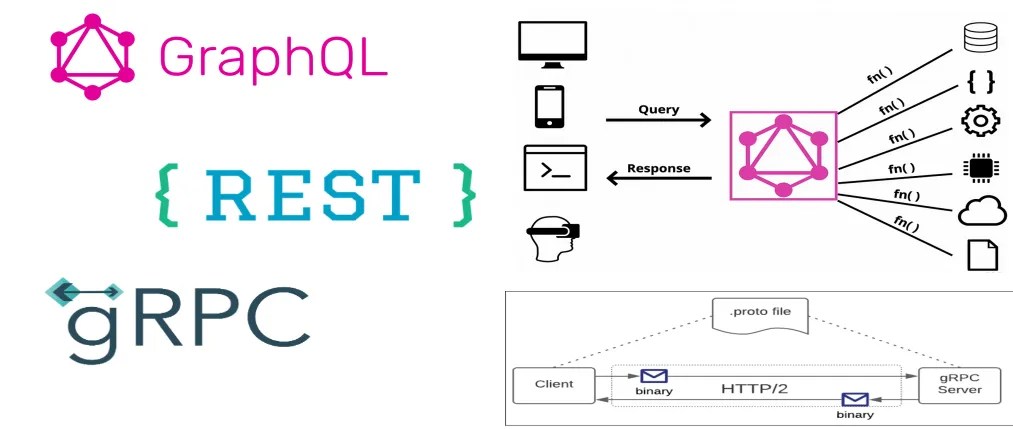 GraphQL
{ REST }
gRPC
Query
Response
fn( )
{ }
fn( )
fn( )
fn( )
fn( )
fn( )
>_
.proto file
Client
binary
HTTP/2
binary
gRPC
Server